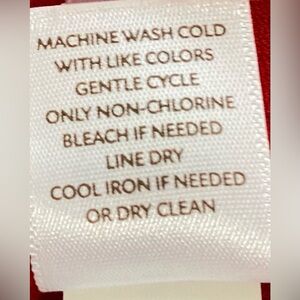 MACHINE WASH COLD
WITH LIKE COLORS
GENTLE CYCLE
ONLY NON-CHLORINE
BLEACH IF NEEDED
LINE DRY
COOL IRON IF NEEDED
OR DRY CLEAN